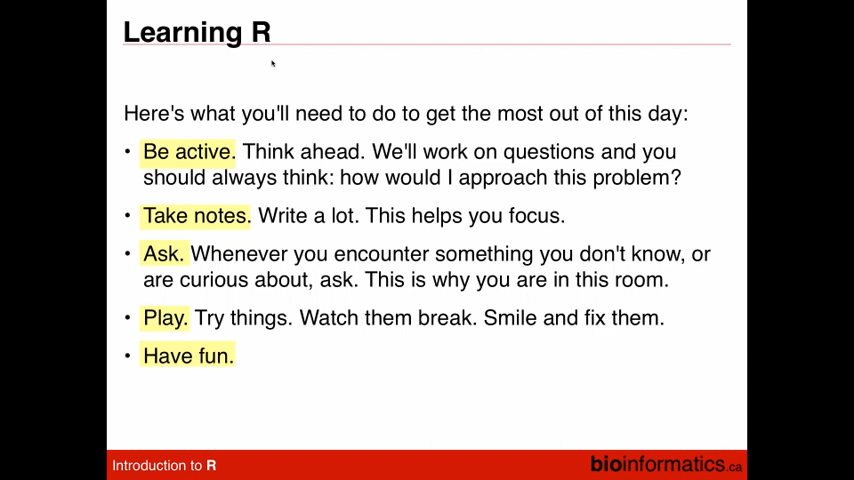 Learning R
Here's what you'll need to do to get the most out of this day:
• Be active. Think ahead. We'll work on questions and you
should always think: how would I approach this problem?
• Take notes. Write a lot. This helps you focus.
• Ask. Whenever you encounter something you don't know, or
are curious about, ask. This is why you are in this room.
• Play. Try things. Watch them break. Smile and fix them.
• Have fun.
Introduction to R
bioinformatics.ca